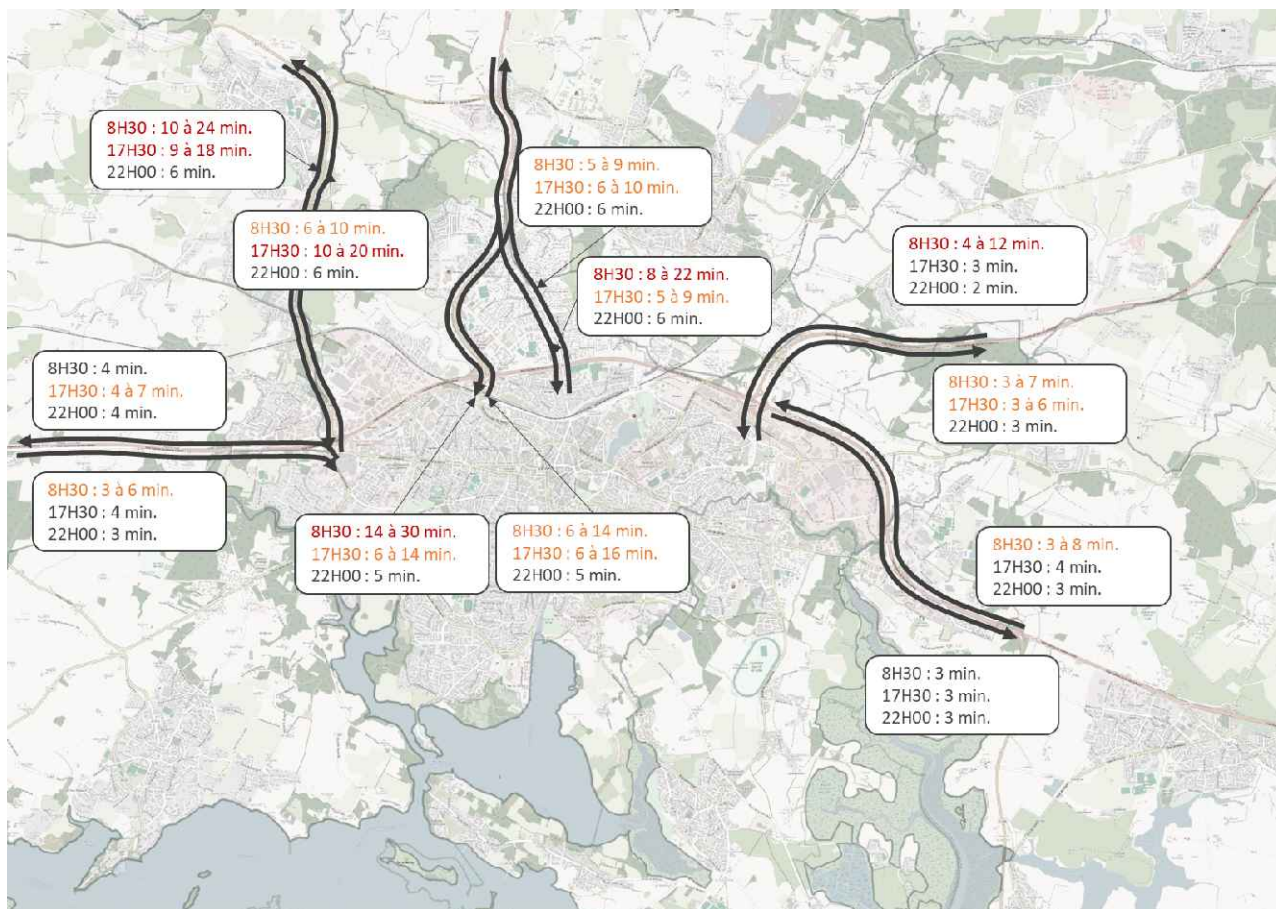 8H30 : 10 à 24 min.
17H30 : 9 à 18 min.
22H00 : 6 min.
8H30 : 5 à 9 min.
17H30 : 6 à 10 min.
22H00 : 6 min.
8H30 : 6 à 10 min.
17H30 : 10 à 20 min.
22H00 : 6 min.
8H30 : 8 à 22 min.
17H30 : 5 à 9 min.
22H00 : 6 min.
8H30 : 4 à 12 min.
17H30 : 3 min.
22H00 : 2 min.
8H30 : 4 min.
17H30 : 4 à 7 min.
22H00 : 4 min.
8H30 : 3 à 7 min.
17H30 : 3 à 6 min.
22H00 : 3 min.
8H30 : 3 à 6 min.
17H30 : 4 min.
22H00 : 3 min.
8H30 : 14 à 30 min.
17H30 : 6 à 14 min.
22H00 : 5 min.
8H30 : 6 à 14 min.
17H30 : 6 à 16 min.
22H00 : 5 min.
8H30 : 3 à 8 min.
17H30 : 4 min.
22H00 : 3 min.
8H30 : 3 min.
17H30 : 3 min.
22H00 : 3 min.